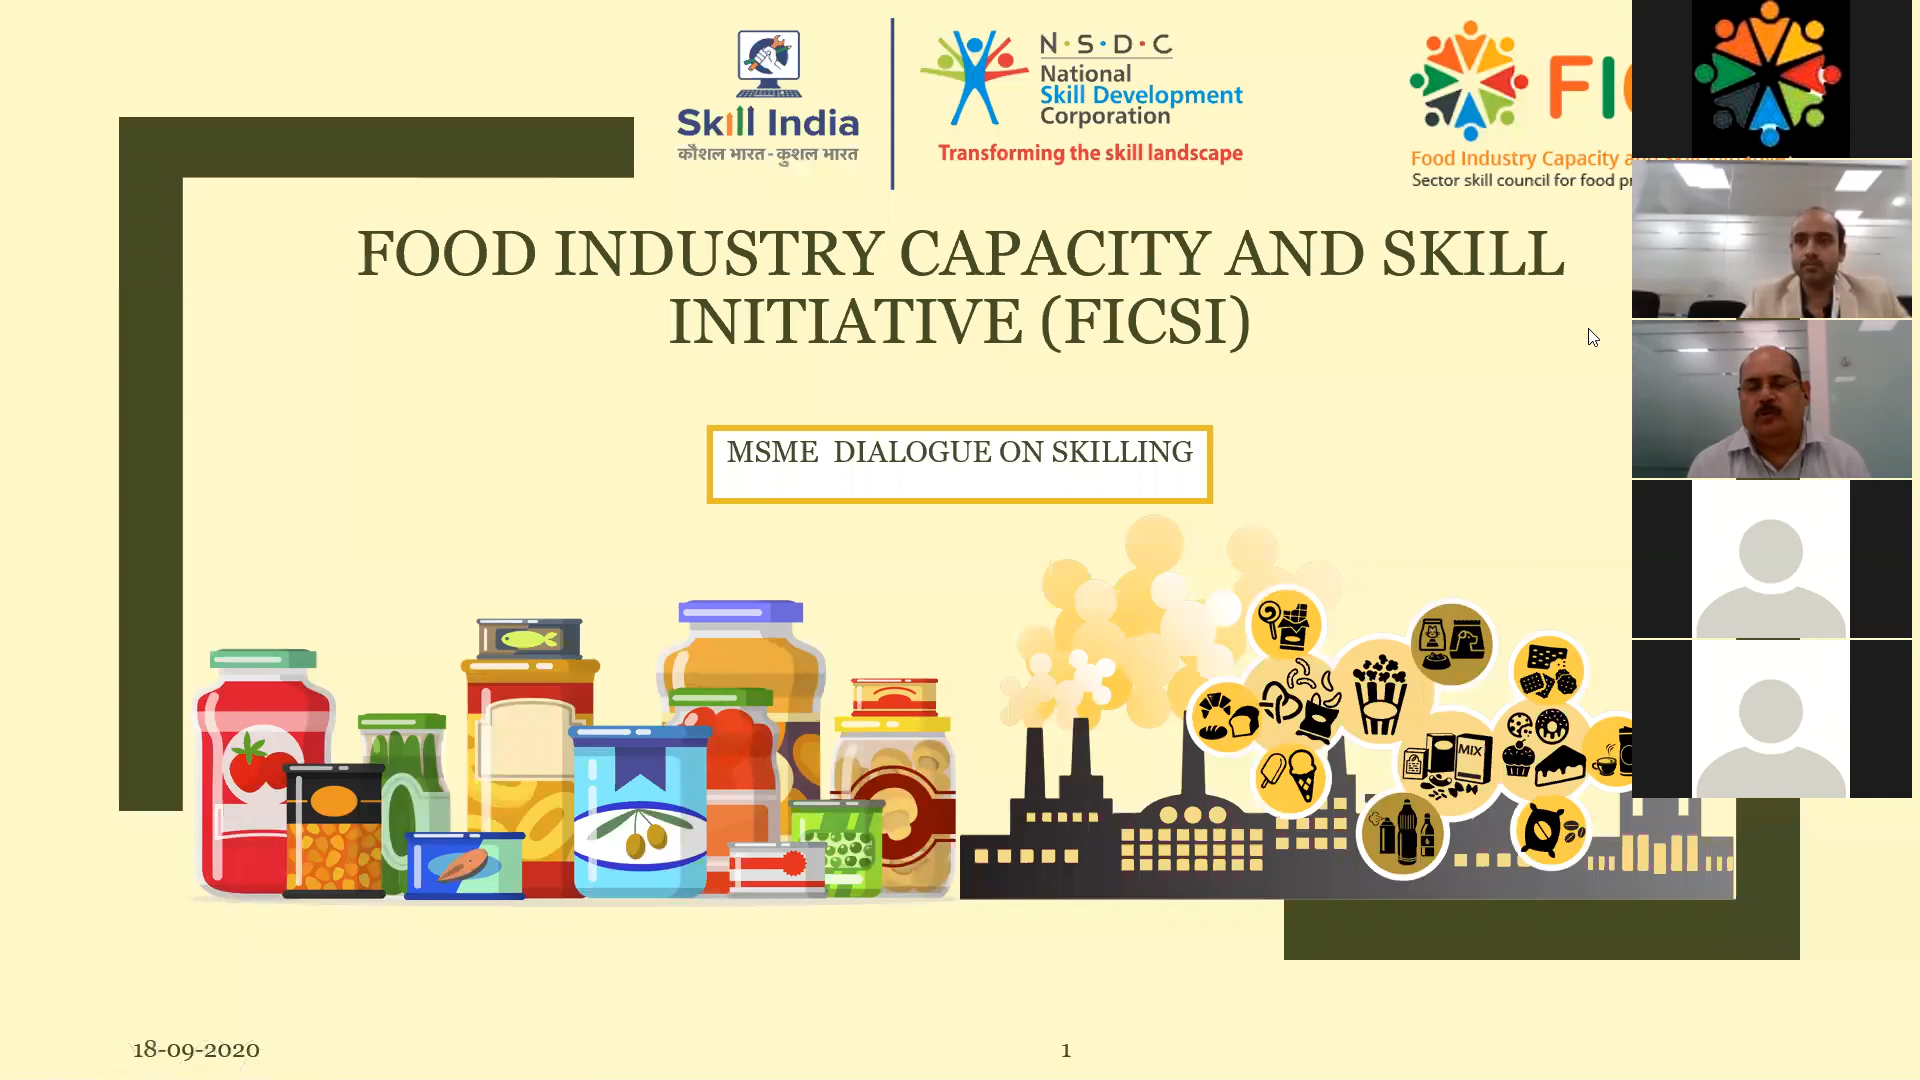 Skill India
कौशल भारत - कुशल भारत
N·S·D·C
National
Skill Development
Corporation
Transforming the skill landscape
FIC
Food Industry Capacity a
Sector skill council for food p
FOOD INDUSTRY CAPACITY AND SKILL
INITIATIVE (FICSI)
MSME DIALOGUE ON SKILLING
MIX
18-09-2020
1